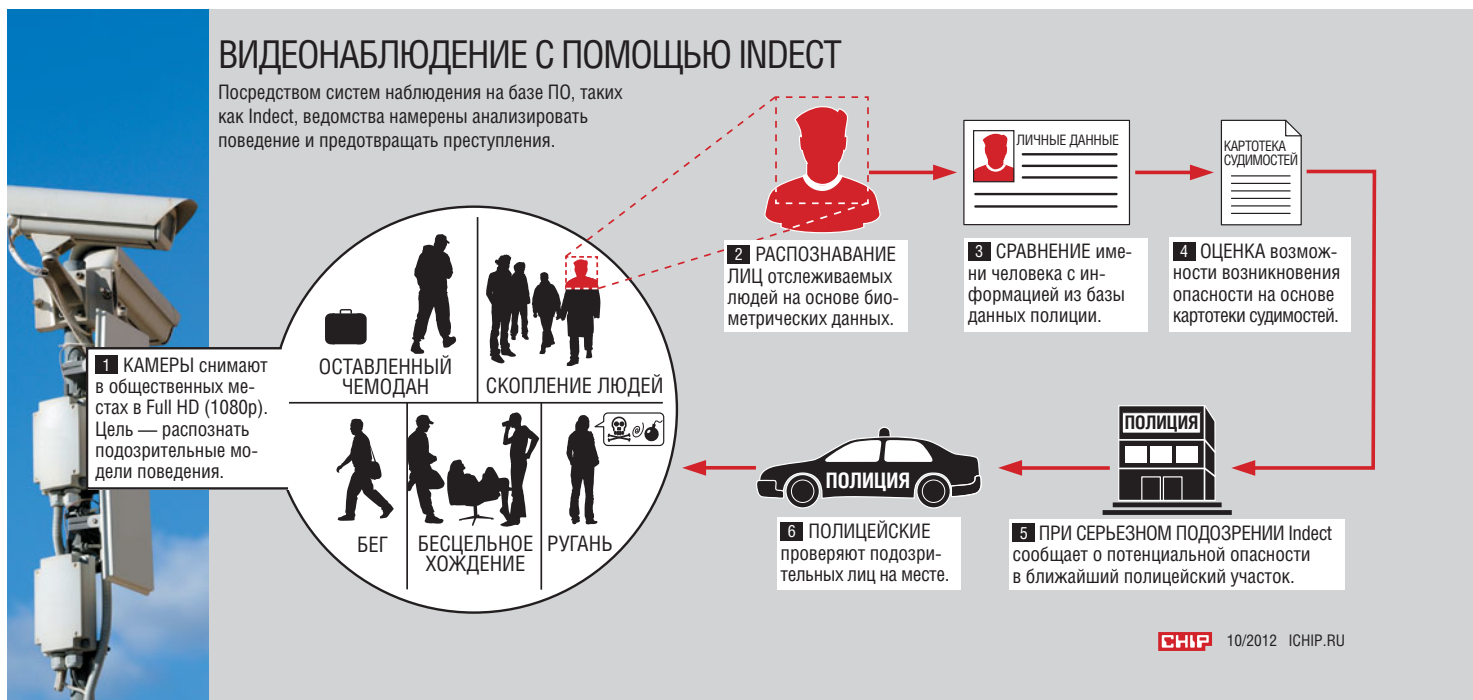 ВИДЕОНАБЛЮДЕНИЕ С ПОМОЩЬЮ INDECT
Посредством систем наблюдения на базе ПО, таких
как Indect, ведомства намерены анализировать
поведение и предотвращать преступления.
1 КАМЕРЫ снимают
в общественных ме-
стах в Full HD (1080p).
Цель — распознать
подозрительные мо-
дели поведения.
ОСТАВЛЕННЫЙ
ЧЕМОДАН
СКОПЛЕНИЕ ЛЮДЕЙ
БЕГ
БЕСЦЕЛЬНОЕ
ХОЖДЕНИЕ
РУГАНЬ
2 РАСПОЗНАВАНИЕ
ЛИЦ отслеживаемых
людей на основе био-
метрических данных.
ЛИЧНЫЕ ДАННЫЕ
3 СРАВНЕНИЕ име-
ни человека с ин-
формацией из базы
данных полиции.
КАРТОТЕКА
СУДИМОСТЕЙ
4 ОЦЕНКА возмож-
ности возникновения
опасности на основе
картотеки судимостей.
ПОЛИЦИЯ
5 ПРИ СЕРЬЕЗНОМ ПОДОЗРЕНИИ Indect
сообщает о потенциальной опасности
в ближайший полицейский участок.
ПОЛИЦИЯ
6 ПОЛИЦЕЙСКИЕ
проверяют подозри-
тельных лиц на месте.
CHIP 10/2012 ICHIP.RU